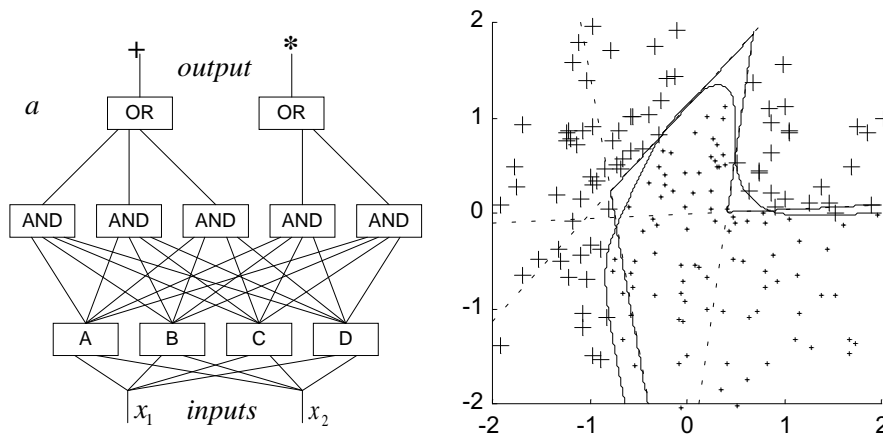 + *
output
a
OR OR
AND AND AND AND AND
A B C D
x1 inputs x2
2
1
0
-1
-2
-2 -1 0 1 2